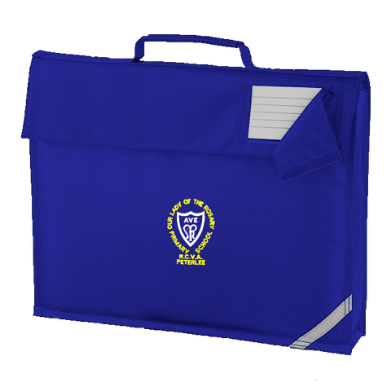 OUR LADY OF THE ROSARY
AVE
PRIMARY SCHOOL
R.C.V.A.
PETERLEE